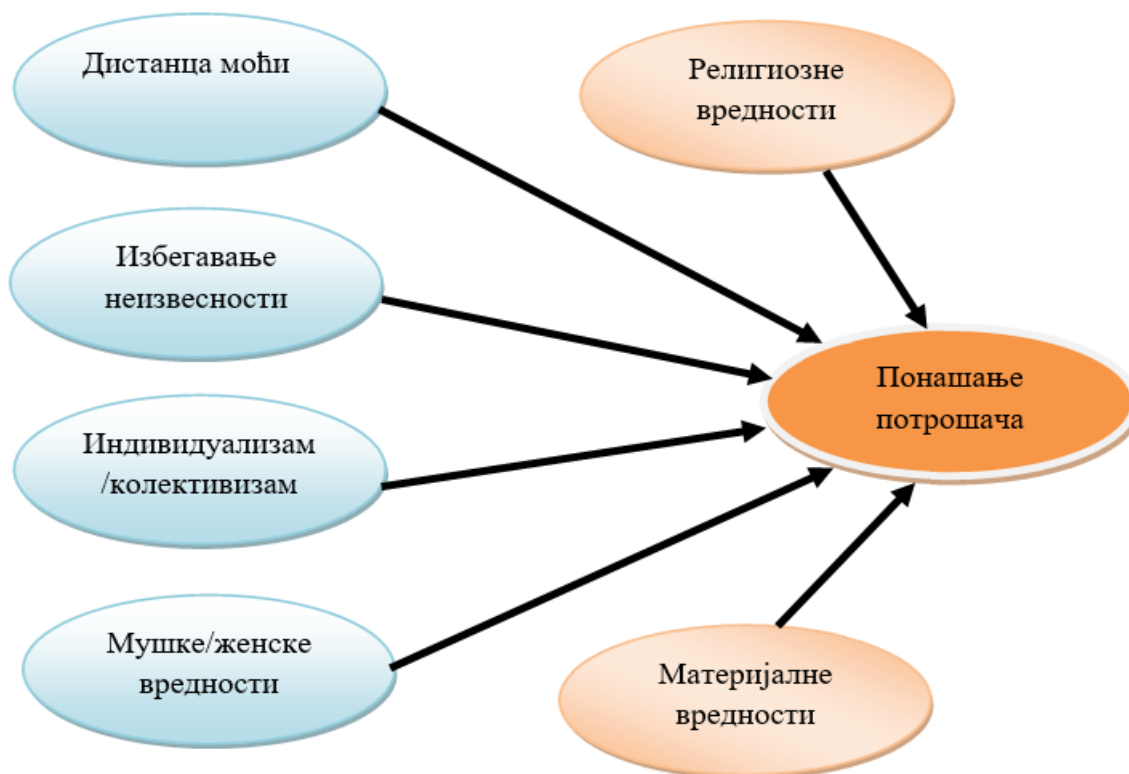 Дистанца моћи
Религиозне
вредности
Избегавање
неизвесности
Понашање
потрошача
Индивидуализам
/колективизам
Мушке/женске
вредности
Материјалне
вредности